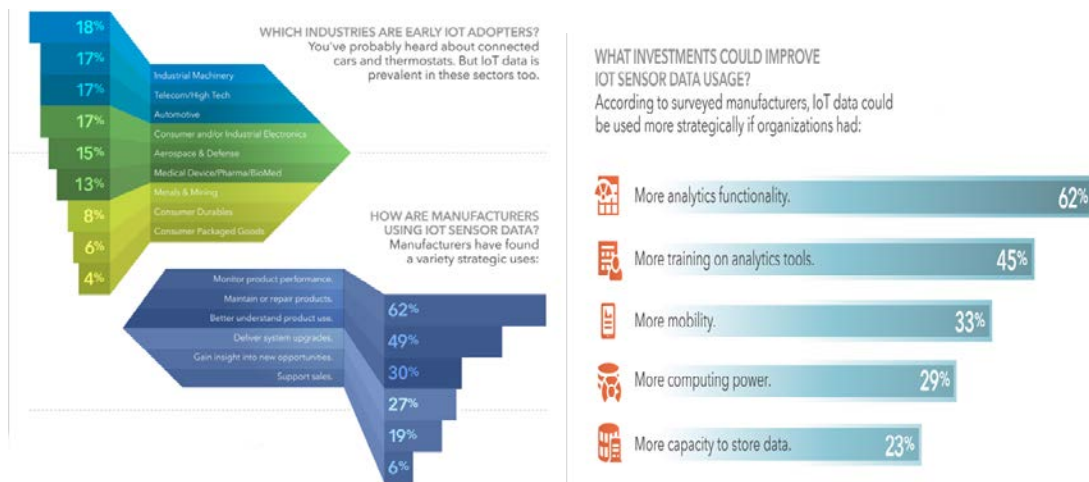 WHICH INDUSTRIES ARE EARLY IOT ADOPTERS?
You've probably heard about connected
cars and thermostats. But IoT data is
prevalent in these sectors too.
18%
17%
17%
17%
15%
13%
8%
6%
4%
Industrial Machinery
Telecom/High Tech
Automotive
Consumer and/or Industrial Electronics
Aerospace & Defense
Medical Device/Pharma/BioMed
Metals & Mining
Consumer Durables
Consumer Packaged Goods
HOW ARE MANUFACTURERS
USING IOT SENSOR DATA?
Manufacturers have found
a variety strategic uses:
Monitor product performance.
Maintain or repair products.
Better understand product use.
Deliver system upgrades.
Gain insight into new opportunities.
Support sales.
62%
49%
30%
27%
19%
6%
WHAT INVESTMENTS COULD IMPROVE
IOT SENSOR DATA USAGE?
According to surveyed manufacturers, IoT data could
be used more strategically if organizations had:
More analytics functionality. 62%
More training on analytics tools. 45%
More mobility. 33%
More computing power. 29%
More capacity to store data. 23%